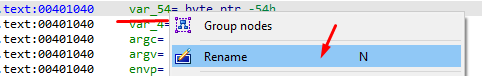 .text:00401040 var_54= byte ptr -54h
.text:00401040 var_4=
Group nodes
.text:00401040 argc=
.text:00401040 argv=
Rename N
.text:00401040 envp=